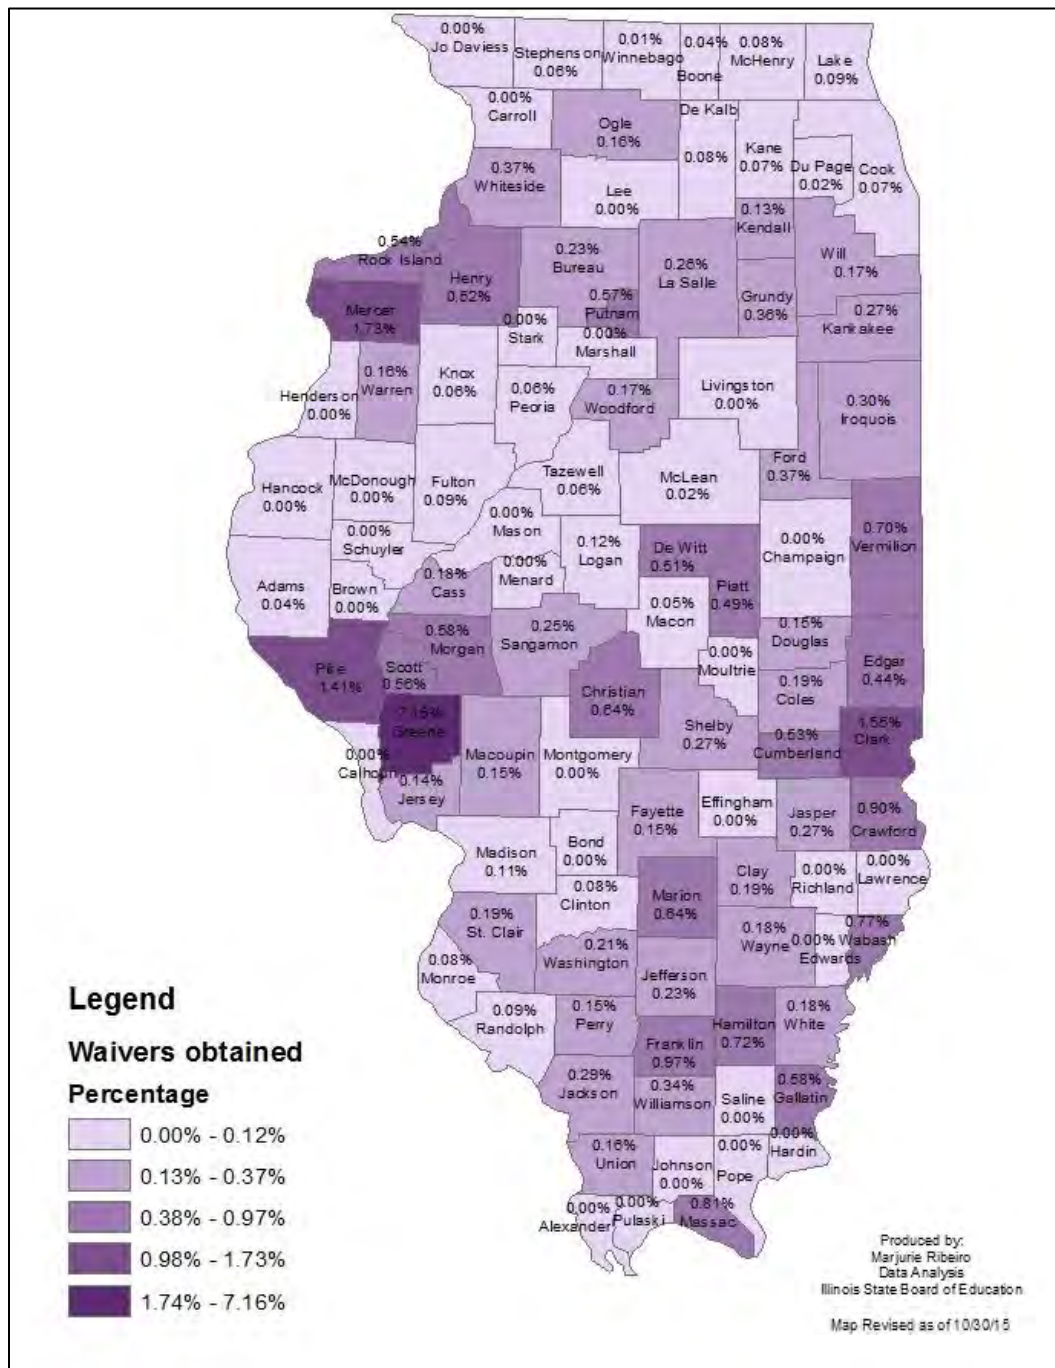 0.00%
Jo Daviess
Stephenson
0.06%
0.01%
Winnebago
0.04%
Boone
0.08%
McHenry
Lake
0.09%
0.00%
Carroll
Ogle
0.16%
De Kalb
0.08%
Kane
0.07%
Du Page
0.02%
Cook
0.07%
0.37%
Whiteside
Lee
0.00%
0.13%
Kendall
Will
0.17%
0.54%
Rock Island
Henry
0.52%
0.23%
Bureau
0.57%
Putnam
0.26%
La Salle
Grundy
0.36%
0.27%
Kankakee
Mercer
1.73%
0.00%
Stark
0.00%
Marshall
Henderson
0.00%
0.16%
Warren
Knox
0.06%
0.06%
Peoria
0.17%
Woodford
Livingston
0.00%
0.30%
Iroquois
Ford
0.37%
Hancock
0.00%
McDonough
0.00%
Fulton
0.09%
Tazewell
0.06%
McLean
0.02%
0.00%
Schuyler
0.00%
Mason
0.12%
Logan
De Witt
0.51%
0.00%
Champaign
0.70%
Vermilion
Adams
0.04%
Brown
0.00%
0.18%
Cass
0.00%
Menard
0.05%
Macon
Piatt
0.49%
0.15%
Douglas
Pike
1.41%
Scott
0.56%
0.58%
Morgan
0.25%
Sangamon
Christian
0.64%
0.00%
Moultrie
0.19%
Coles
Edgar
0.44%
Greene
0.00%
Calhoun
0.14%
Jersey
Macoupin
0.15%
Montgomery
0.00%
Shelby
0.27%
0.53%
Cumberland
1.55%
Clark
Fayette
0.15%
Effingham
0.00%
Jasper
0.27%
0.90%
Crawford
Madison
0.11%
Bond
0.00%
0.08%
Clinton
Marion
0.64%
Clay
0.19%
0.00%
Richland
0.00%
Lawrence
0.19%
St. Clair
0.21%
Washington
0.18%
Wayne
0.00%
Edwards
0.77%
Wabash
0.08%
Monroe
0.09%
Randolph
0.15%
Perry
Jefferson
0.23%
Franklin
0.97%
Hamilton
0.72%
0.18%
White
0.29%
Jackson
0.34%
Williamson
Saline
0.00%
0.58%
Gallatin
0.16%
Union
Johnson
0.00%
0.00%
Pope
0.00%
Hardin
0.00%
Alexander
0.00%
Pulaski
0.81%
Massac
Legend
Waivers obtained
Percentage
0.00% - 0.12%
0.13% - 0.37%
0.38% - 0.97%
0.98% - 1.73%
1.74% - 7.16%
Produced by:
Marjurie Ribeiro
Data Analysis
Illinois State Board of Education
Map Revised as of 10/30/15